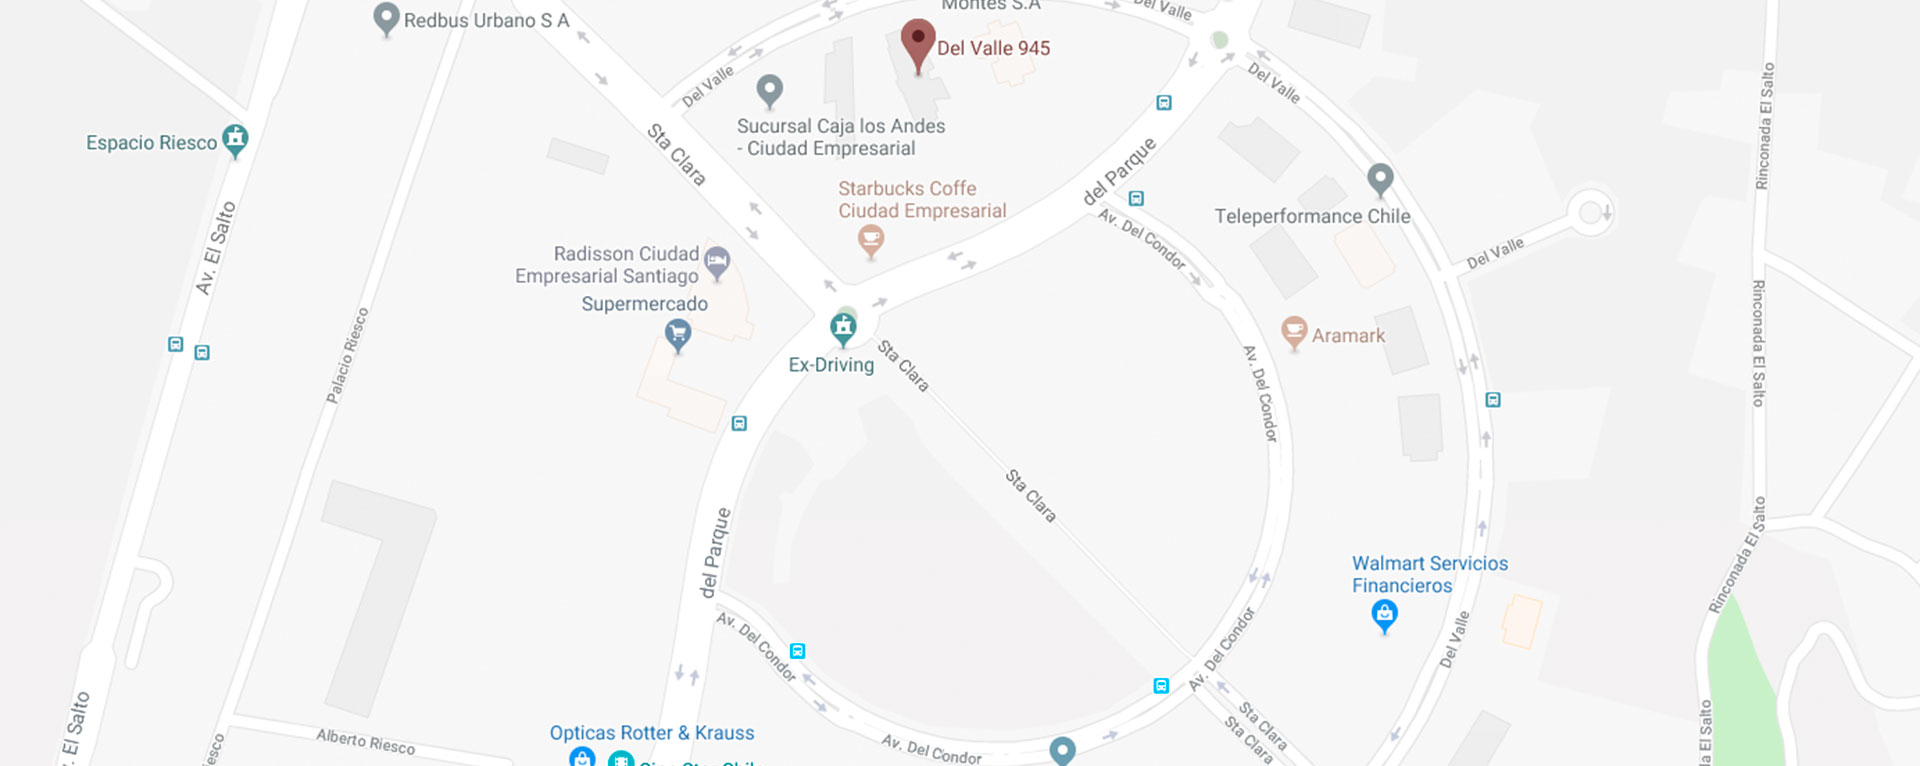 Montes S.A
Del Valle
Redbus Urbano S A
Del Valle 945
Del Valle
Del Valle
Rinconada El Salto
Espacio Riesco
Sucursal Caja los Andes
- Ciudad Empresarial
Sta Clara
del Parque
Starbucks Coffe
Ciudad Empresarial
Teleperformance Chile
Av. El Salto
Av. Del Condor
Del Valle
Radisson Ciudad
Empresarial Santiago
Supermercado
Rinconada El Salto
Palacio Riesco
Ex-Driving
Sta Clara
Aramark
Av. Del Condor
Sta Clara
del Parque
Rinconada El Salto
Walmart Servicios
Financieros
Av. Del Condor
Av. Del Condor
Del Valle
El Salto
Opticas Rotter & Krauss
Alberto Riesco
Av. Del Condor
Sta Clara
Sta Clara
El Salto